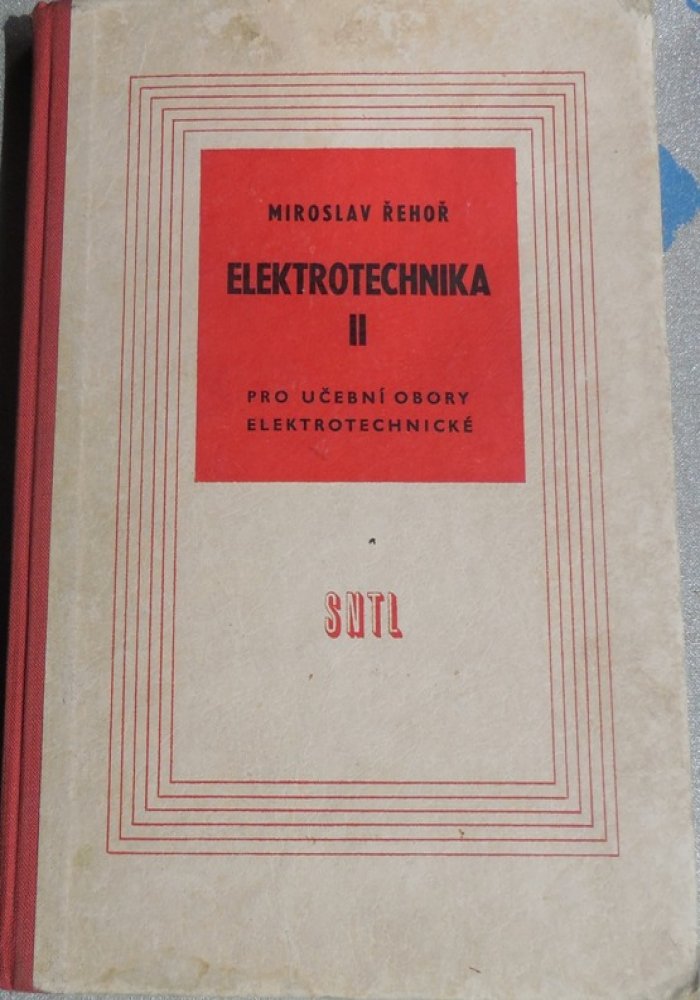 MIROSLAV ŘEHOŘ
ELEKTROTECHNIKA
II
PRO UČEBNÍ OBORY
ELEKTROTECHNICKÉ
SNTL